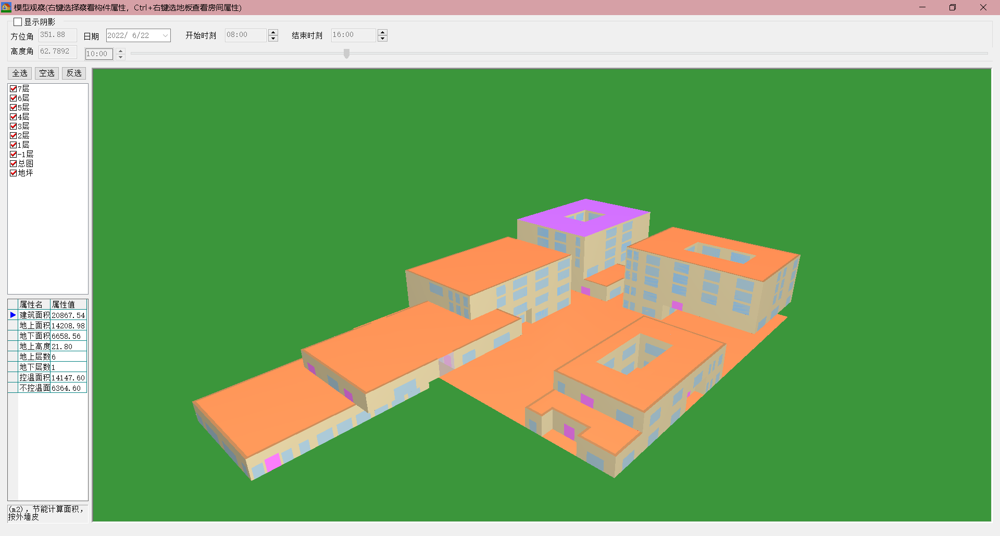 模型观察(右键选择察看构件属性, Ctrl+右键选地板查看房间属性)
显示阴影
方位角 351.88 日期 2022/ 6/22 开始时刻 08:00 结束时刻 16:00
高度角 62.7892 10:00
全选 空选 反选
7层
6层
5层
4层
3层
2层
1层
-1层
总图
地坪
属性名 属性值
建筑面积 20867.54
地上面积 14208.98
地下面积 6658.56
地上高度 21.80
地上层数 6
地下层数 1
控温面积 14147.60
不控温面 6364.60
(m2), 节能计算面积,
按外墙皮